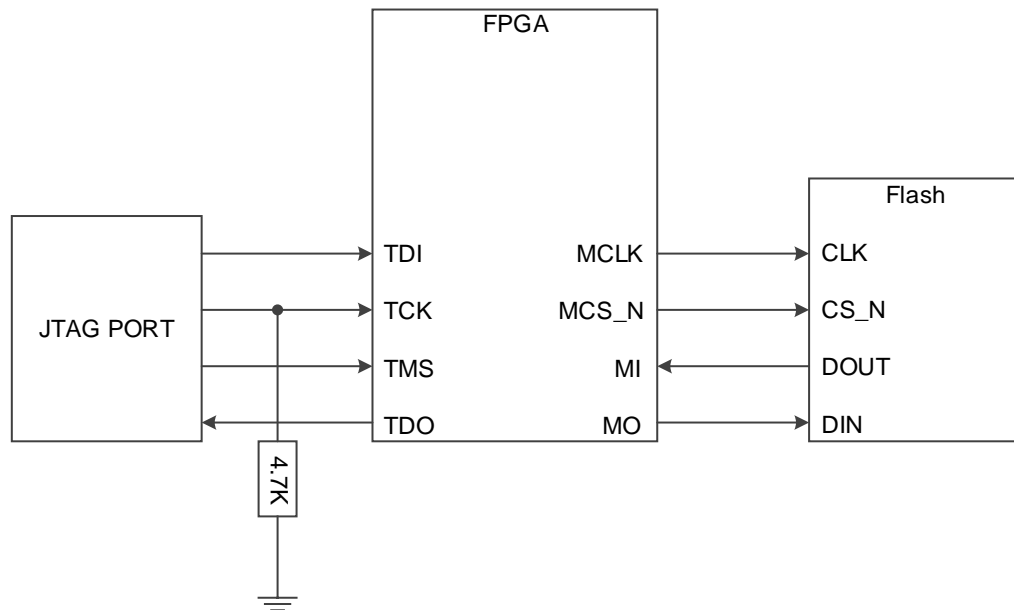 FPGA
Flash
JTAG PORT
TDI
TCK
TMS
TDO
MCLK
MCS_N
MI
MO
CLK
CS_N
DOUT
DIN
4.7K